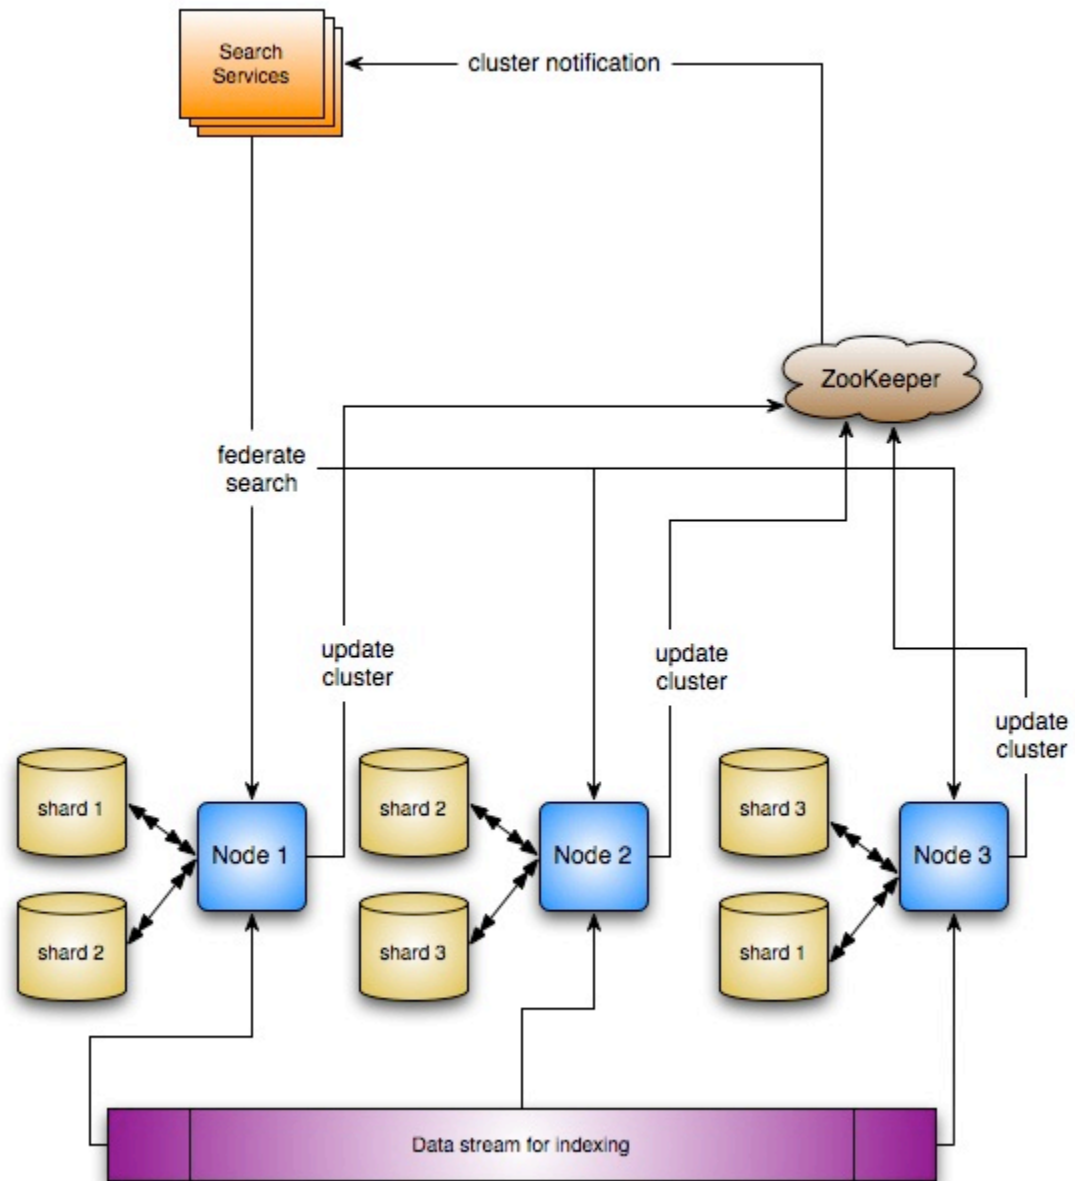 Search
Services
cluster notification
ZooKeeper
federate
search
update
cluster
update
cluster
update
cluster
shard 1
Node 1
shard 2
shard 2
Node 2
shard 3
shard 3
Node 3
shard 1
Data stream for indexing